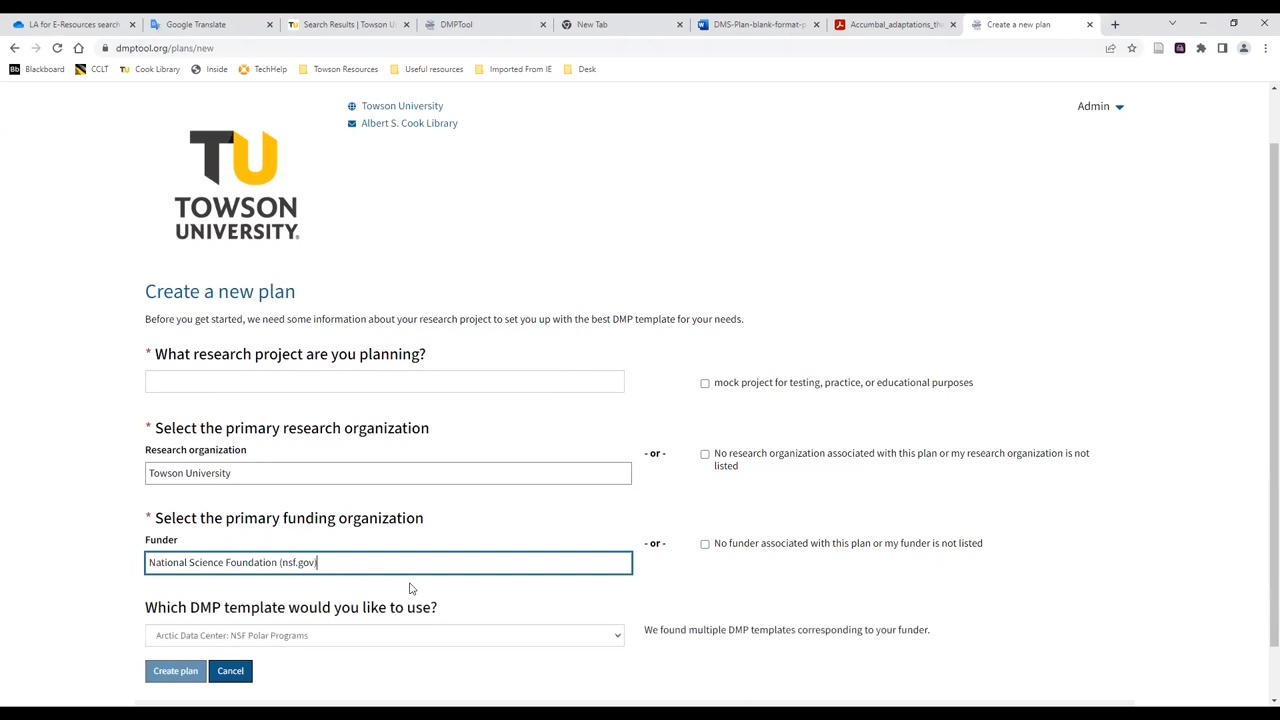 LA for E-Resources search
Google Translate
Search Results | Towson U
DMPTool
New Tab
DMS-Plan-blank-format-p
Accumbal_adaptations_the
Create a new plan
dmptool.org/plans/new
Blackboard
CCLT
Cook Library
Inside
TechHelp
Towson Resources
Useful resources
Imported From IE
Desk
Towson University
Albert S. Cook Library
Admin
TU
TOWSON
UNIVERSITY.
Create a new plan
Before you get started, we need some information about your research project to set you up with the best DMP template for your needs.
* What research project are you planning?
mock project for testing, practice, or educational purposes
* Select the primary research organization
Research organization
Towson University
- or -
No research organization associated with this plan or my research organization is not
listed
* Select the primary funding organization
Funder
National Science Foundation (nsf.gov)
- or -
No funder associated with this plan or my funder is not listed
Which DMP template would you like to use?
Arctic Data Center: NSF Polar Programs
We found multiple DMP templates corresponding to your funder.
Create plan
Cancel